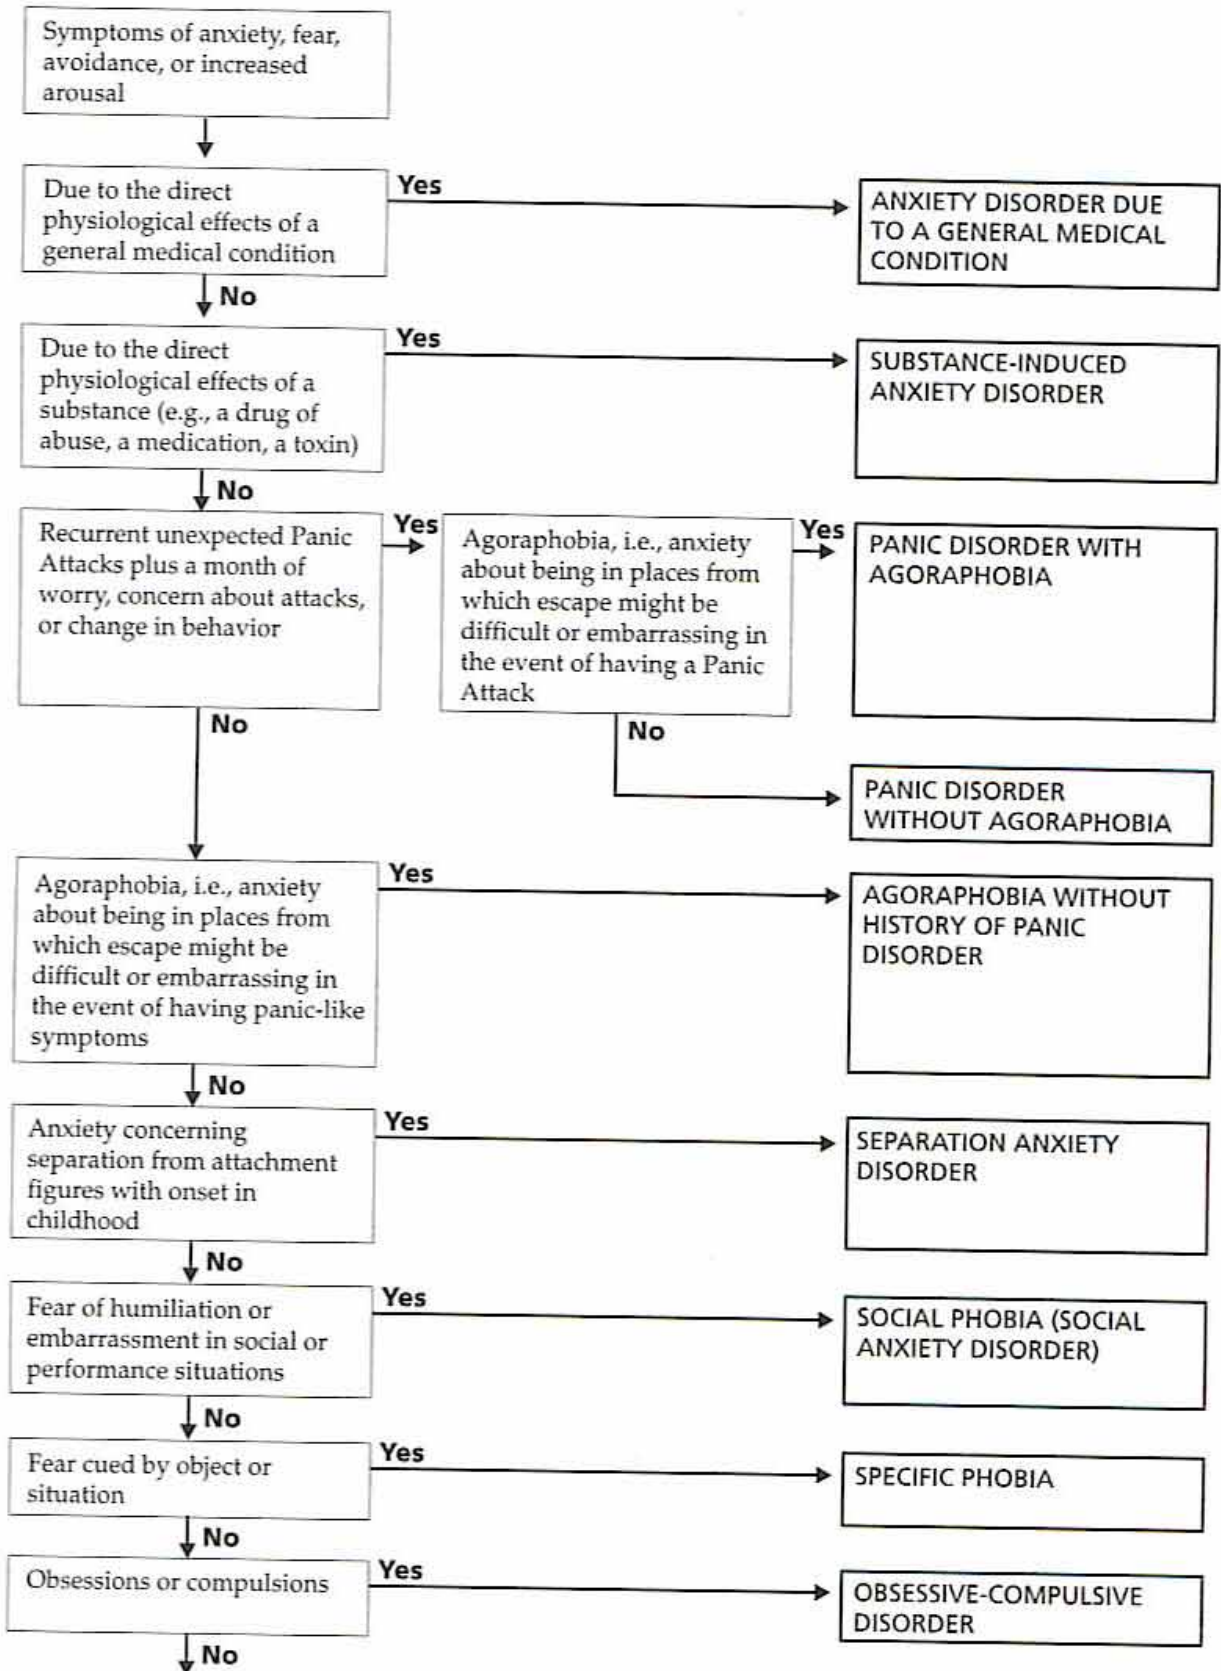 Symptoms of anxiety, fear,
avoidance, or increased
arousal
Due to the direct
physiological effects of a
general medical condition
Yes
ANXIETY DISORDER DUE
TO A GENERAL MEDICAL
CONDITION
No
Due to the direct
physiological effects of a
substance (e.g., a drug of
abuse, a medication, a toxin)
Yes
SUBSTANCE-INDUCED
ANXIETY DISORDER
No
Recurrent unexpected Panic
Attacks plus a month of
worry, concern about attacks,
or change in behavior
Yes
Agoraphobia, i.e., anxiety
about being in places from
which escape might be
difficult or embarrassing in
the event of having a Panic
Attack
Yes
PANIC DISORDER WITH
AGORAPHOBIA
No
No
PANIC DISORDER
WITHOUT AGORAPHOBIA
Agoraphobia, i.e., anxiety
about being in places from
which escape might be
difficult or embarrassing in
the event of having panic-like
symptoms
Yes
AGORAPHOBIA WITHOUT
HISTORY OF PANIC
DISORDER
No
Anxiety concerning
separation from attachment
figures with onset in
childhood
Yes
SEPARATION ANXIETY
DISORDER
No
Fear of humiliation or
embarrassment in social or
performance situations
Yes
SOCIAL PHOBIA (SOCIAL
ANXIETY DISORDER)
No
Fear cued by object or
situation
Yes
SPECIFIC PHOBIA
No
Obsessions or compulsions
Yes
OBSESSIVE-COMPULSIVE
DISORDER
No